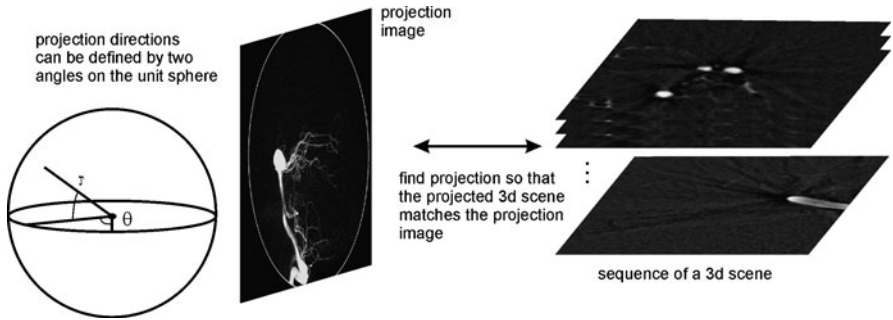 projection directions
can be defined by two
angles on the unit sphere
θ
projection
image
find projection so that
the projected 3d scene
matches the projection
image
sequence of a 3d scene